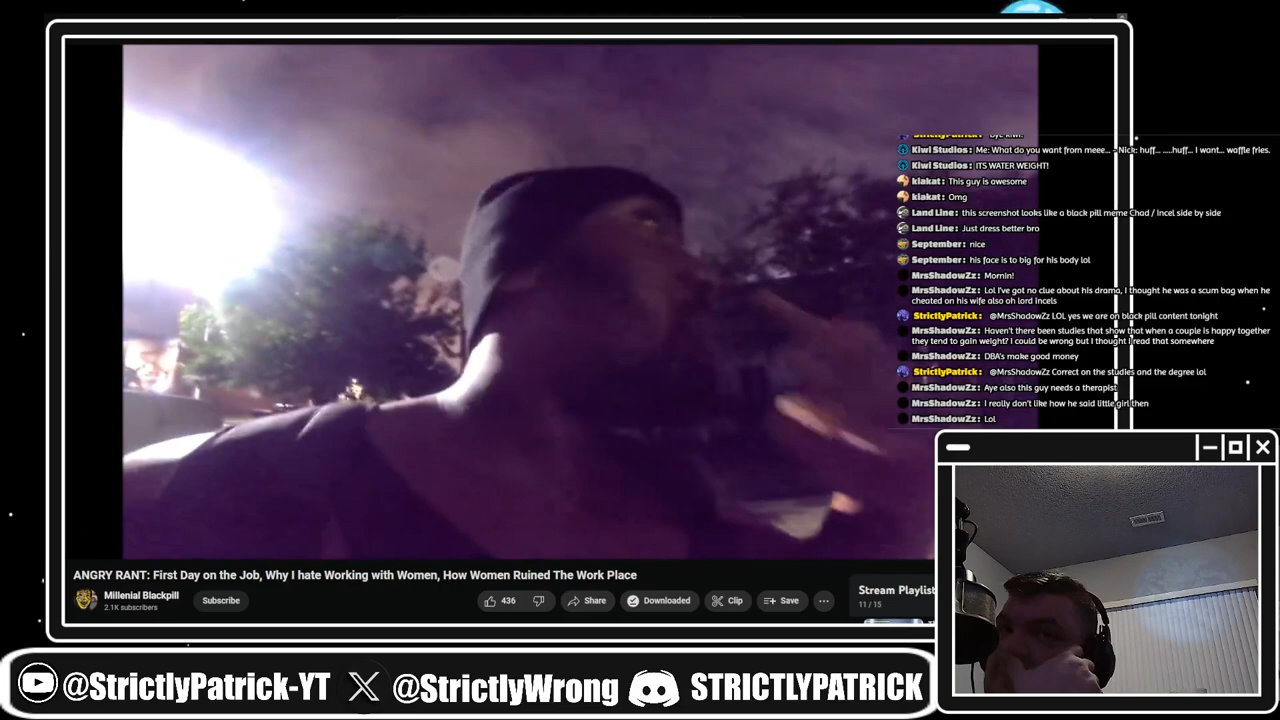 StrictlyPatrick: Bye kiwi!
Kiwi Studios: Me: What do you want from meee... - Nick: huff... .....huff... I want... waffle fries.
Kiwi Studios: ITS WATER WEIGHT!
kiakat: This guy is awesome
kiakat: Omg
Land Line: this screenshot looks like a black pill meme Chad / Incel side by side
Land Line: Just dress better bro
September: nice
September: his face is to big for his body lol
MrsShadowZz: Mornin!
MrsShadowZz: Lol I've got no clue about his drama, I thought he was a scum bag when he
cheated on his wife also oh lord incels
StrictlyPatrick: @MrsShadowZz LOL yes we are on black pill content tonight
MrsShadowZz: Haven't there been studies that show that when a couple is happy together
they tend to gain weight? I could be wrong but I thought I read that somewhere
MrsShadowZz: DBA's make good money
StrictlyPatrick: @MrsShadowZz Correct on the studies and the degree lol
MrsShadowZz: Aye also this guy needs a therapist
MrsShadowZz: I really don't like how he said little girl then
MrsShadowZz: Lol
ANGRY RANT: First Day on the Job, Why I hate Working with Women, How Women Ruined The Work Place
Millenial Blackpill
2.1K subscribers
Subscribe
436
Share
Downloaded
Clip
Save
Stream Playlist
11 / 15
@StrictlyPatrick-YT
@StrictlyWrong
STRICTLYPATRICK